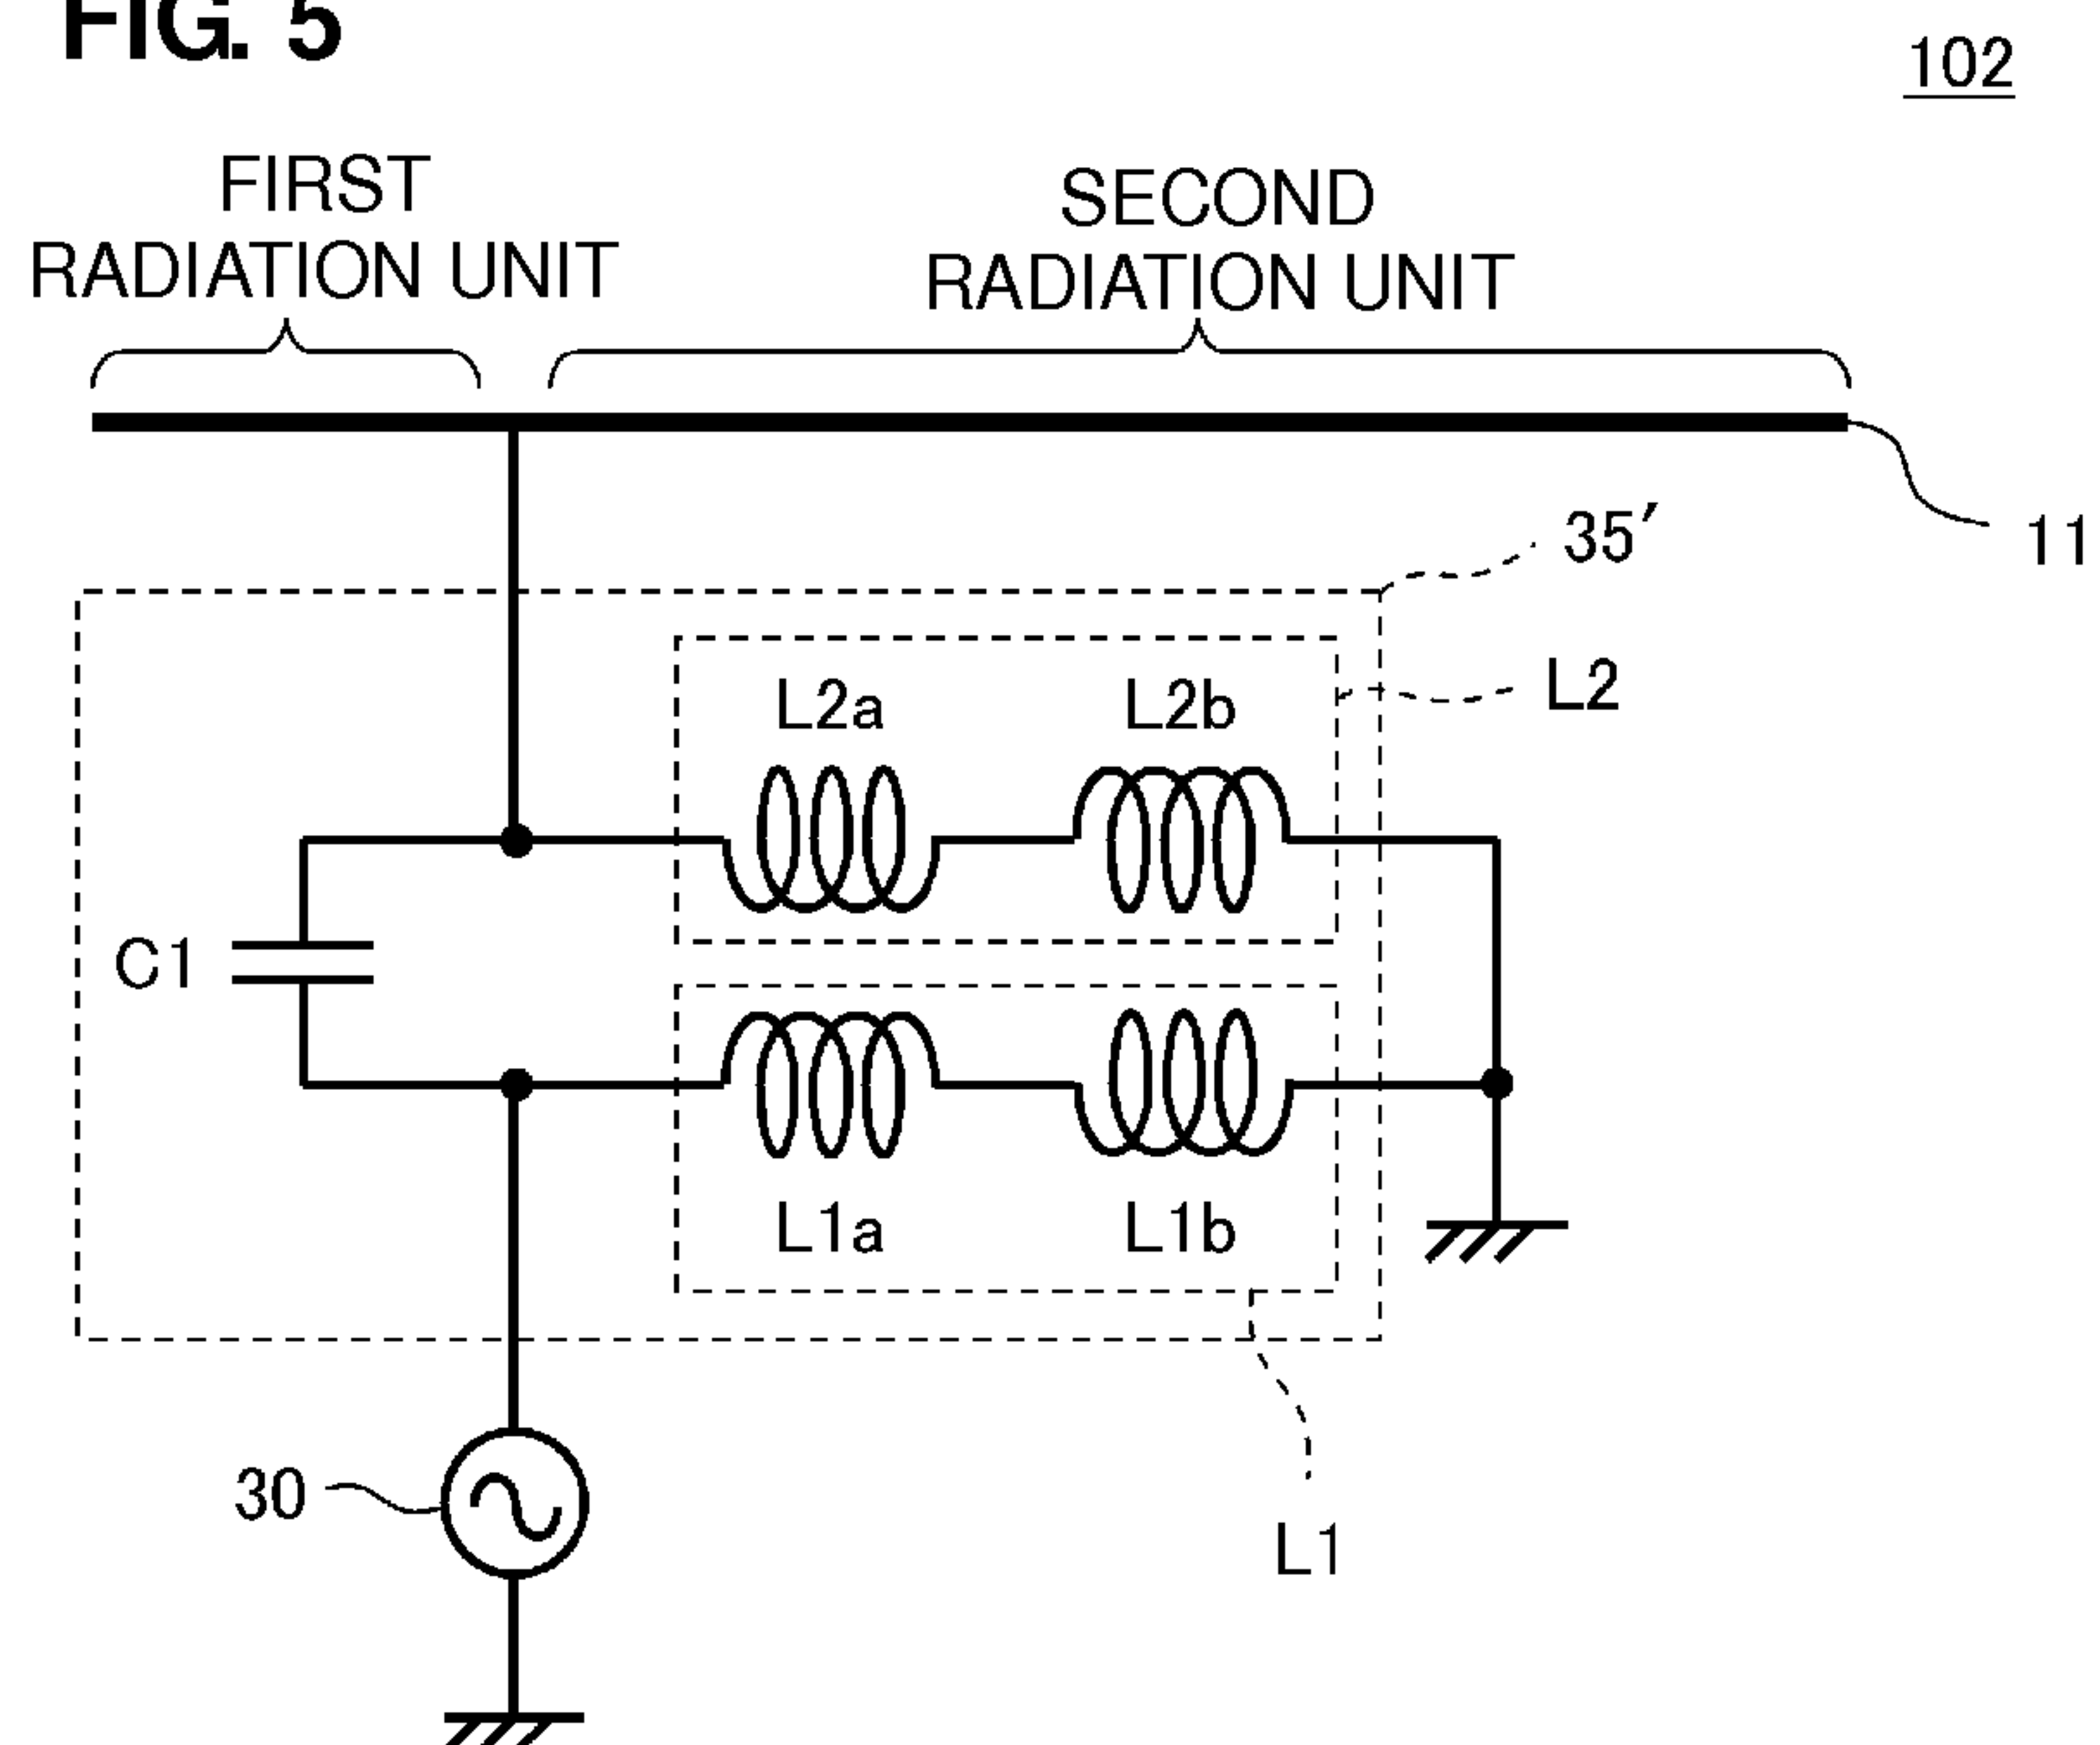 FIG. 5
102
FIRST
RADIATION UNIT
SECOND
RADIATION UNIT
11
35′
L2
L2a
L2b
C1
L1a
L1b
30
L1